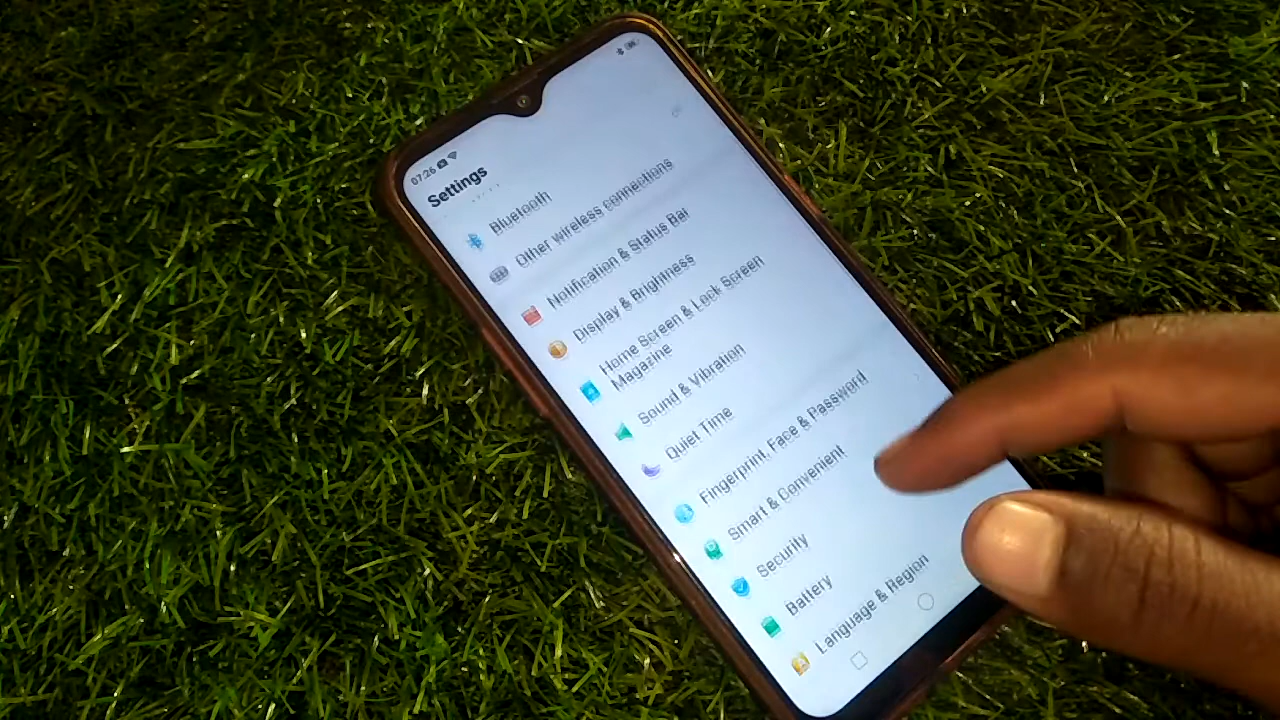 07:26
Settings
Bluetooth
Other wireless connections
Notification & Status Bar
Display & Brightness
Home Screen & Lock Screen
Magazine
Sound & Vibration
Quiet Time
Fingerprint, Face & Password
Smart & Convenient
Security
Battery
Language & Region